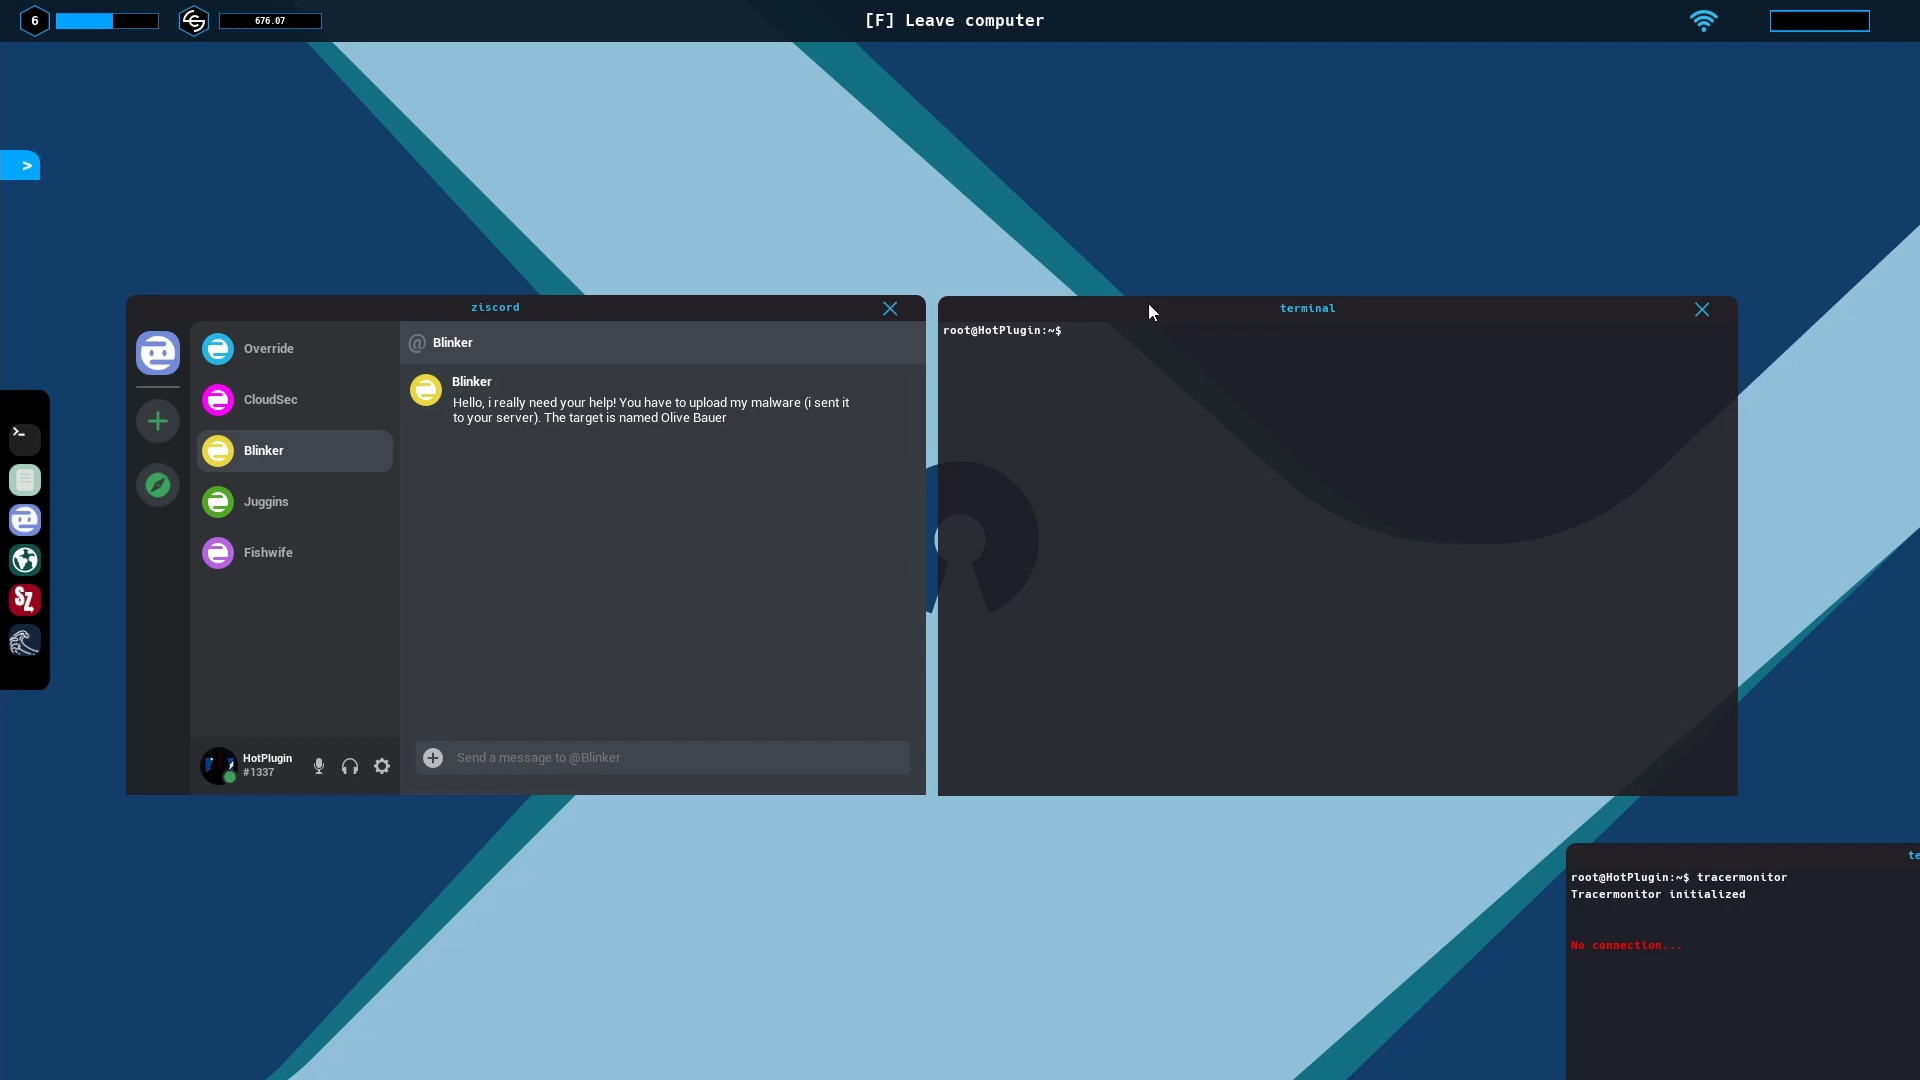 6
676.07
[F] Leave computer
>
ziscord
Override
CloudSec
Blinker
Juggins
Fishwife
HotPlugin
#1337
@ Blinker
Blinker
Hello, i really need your help! You have to upload my malware (i sent it
to your server). The target is named Olive Bauer
Send a message to @Blinker
terminal
root@HotPlugin:~$
>_
SZ
te
root@HotPlugin:~$ tracermonitor
Tracermonitor initialized
No connection...